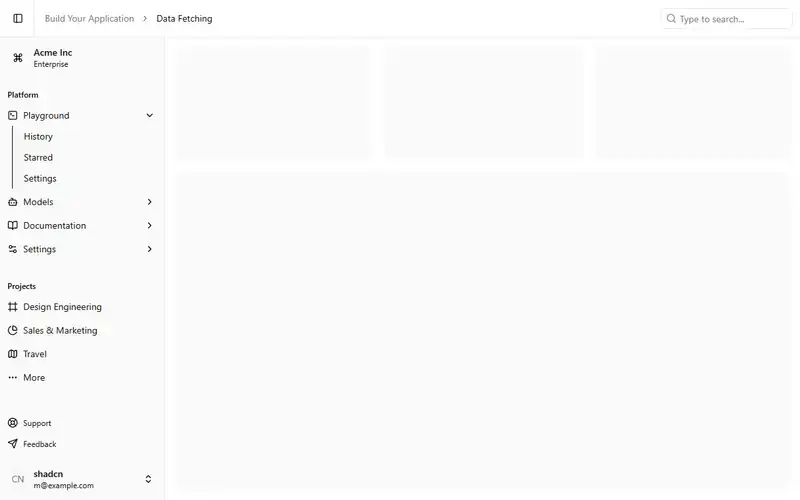 Build Your Application > Data Fetching
Type to search...
Acme Inc
Enterprise
Platform
Playground
History
Starred
Settings
Models
Documentation
Settings
Projects
Design Engineering
Sales & Marketing
Travel
More
Support
Feedback
CN
shadcn
m@example.com